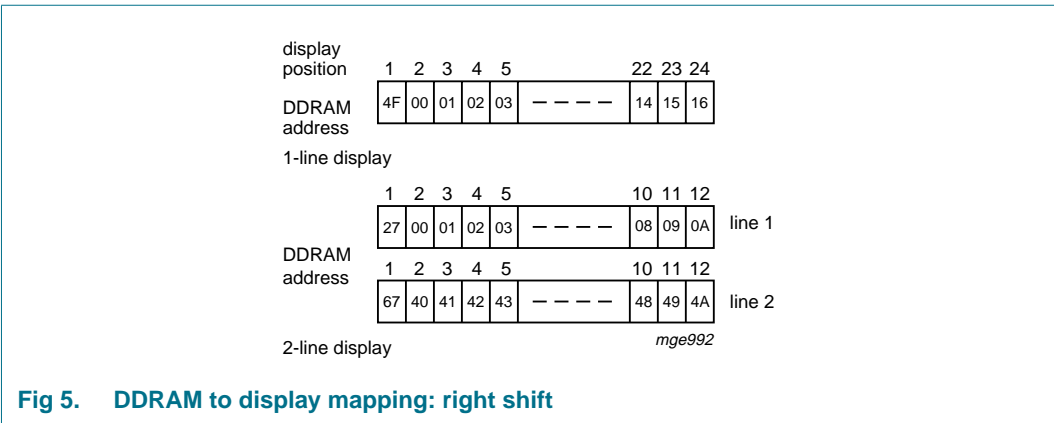 display
position 1 2 3 4 5 22 23 24
DDRAM
address 4F 00 01 02 03 14 15 16
1-line display
1 2 3 4 5 10 11 12
27 00 01 02 03 08 09 0A line 1
DDRAM
address
1 2 3 4 5 10 11 12
67 40 41 42 43 48 49 4A line 2
mge992
2-line display
Fig 5. DDRAM to display mapping: right shift